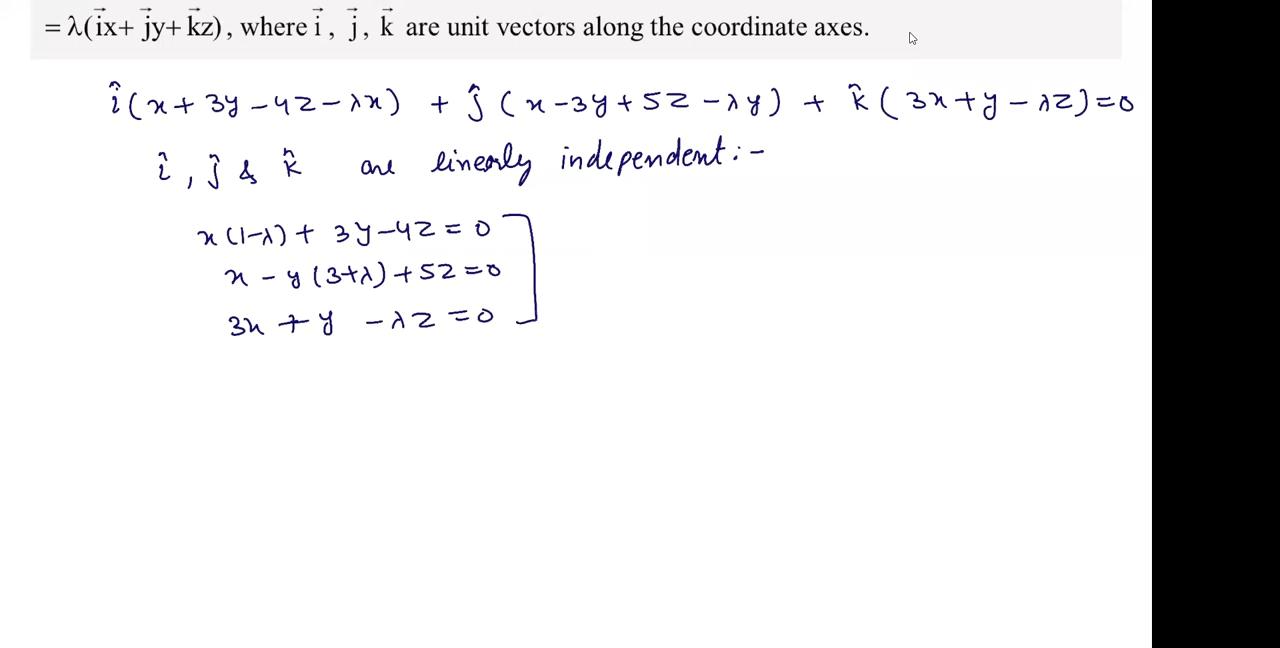 = λ(i⃗x+ j⃗y+ k⃗z), where i⃗, j⃗, k⃗ are unit vectors along the coordinate axes.
î(x+3y-4z-λx) + ĵ(x-3y+5z-λy) + k̂(3x+y-λz)=0
î, ĵ & k̂ are linearly independent:-
x(1-λ)+3y-4z=0
x-y(3+λ)+5z=0
3x+y-λz=0